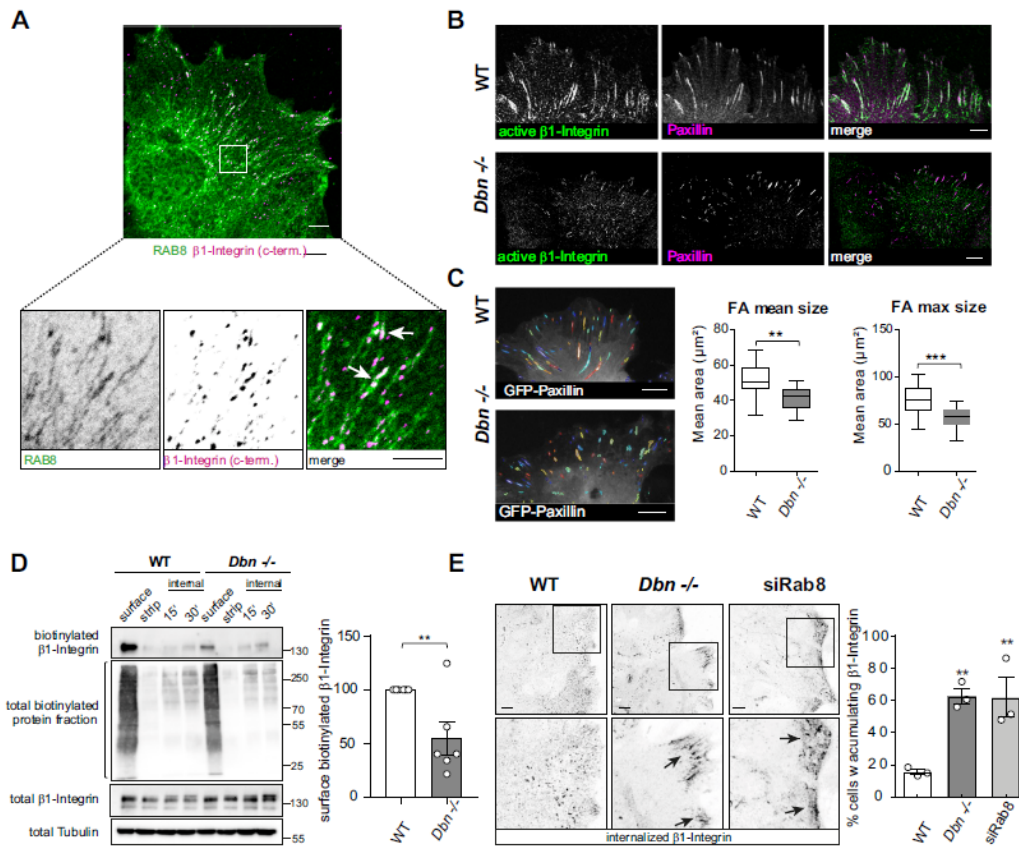 A
RAB8 β1-Integrin (c-term.)
RAB8
β1-Integrin (c-term.)
merge
B
WT
active β1-Integrin
Paxillin
merge
Dbn -/-
active β1-Integrin
Paxillin
merge
C
WT
GFP-Paxillin
Dbn -/-
GFP-Paxillin
FA mean size
Mean area (µm²)
80
60
40
20
0
**
WT
Dbn -/-
FA max size
Mean area (µm²)
150
100
50
0
***
WT
Dbn -/-
D
WT
Dbn -/-
internal
internal
surface
strip
15'
30'
surface
strip
15'
30'
biotinylated
β1-Integrin
130
total biotinylated
protein fraction
250
70
55
25
total β1-Integrin
130
total Tubulin
55
surface biotinylated β1-Integrin
150
100
50
0
**
WT
Dbn -/-
E
WT
Dbn -/-
siRab8
internalized β1-Integrin
% cells w acumulating β1-Integrin
100
80
60
40
20
0
**
**
WT
Dbn -/-
siRab8